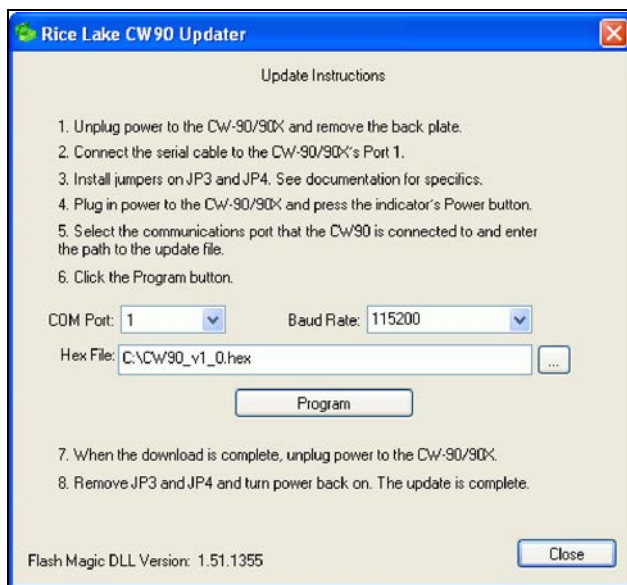 Rice Lake CW90 Updater
Update Instructions
1. Unplug power to the CW-90/90X and remove the back plate.
2. Connect the serial cable to the CW-90/90X's Port 1.
3. Install jumpers on JP3 and JP4. See documentation for specifics.
4. Plug in power to the CW-90/90X and press the indicator's Power button.
5. Select the communications port that the CW90 is connected to and enter
the path to the update file.
6. Click the Program button.
COM Port: 1 Baud Rate: 115200
Hex File: C:\CW90_v1_0.hex ...
Program
7. When the download is complete, unplug power to the CW-90/90X.
8. Remove JP3 and JP4 and turn power back on. The update is complete.
Flash Magic DLL Version: 1.51.1355 Close